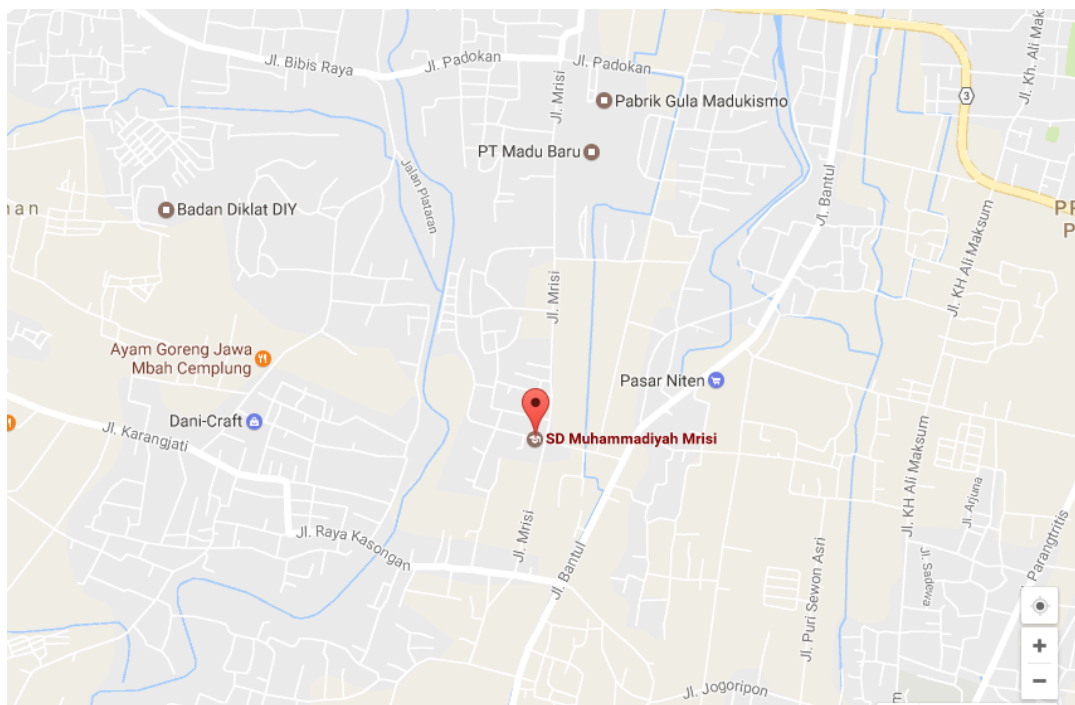 Jl. Bibis Raya
Jl. Padokan
Jl. Padokan
Jl. Kh. Ali Mak
Jl. Mrisi
Pabrik Gula Madukismo
3
PT Madu Baru
Jalan Plataran
Jl. Bantul
Badan Diklat DIY
man
PR
P
Jl. KH Ali Maksum
Jl. Mrisi
Ayam Goreng Jawa
Mbah Cemplung
Pasar Niten
Dani-Craft
Jl. Karangjati
SD Muhammadiyah Mrisi
Jl. KH Ali Maksum
Jl. Arjuna
Jl. Raya Kasongan
Jl. Mrisi
Jl. Bantul
Jl. Puri Sewon Asri
Jl. Sadewa
Parangtritis
+
−
Jl. Jogoripon